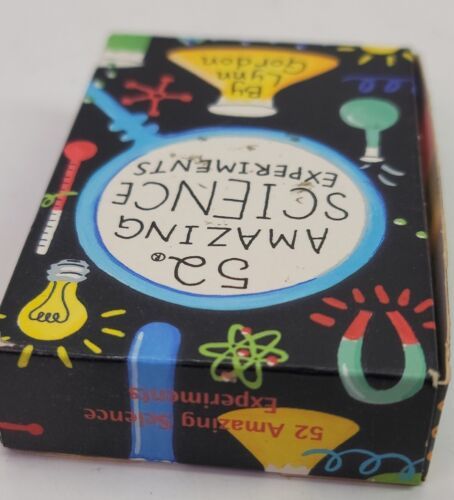 52®
AMAZING
SCIENCE
EXPERIMENTS
By
Lynn
Gordon
52 Amazing Science
Experiments